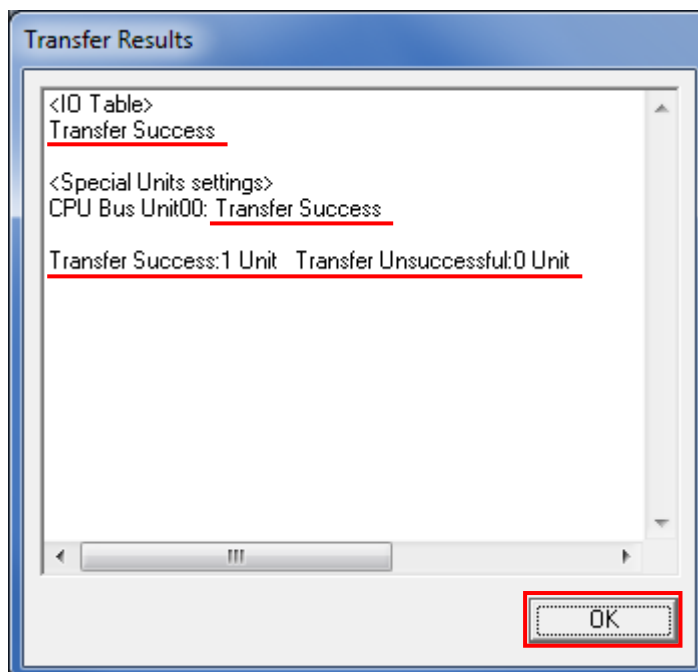 Transfer Results
<IO Table>
Transfer Success
<Special Units settings>
CPU Bus Unit00: Transfer Success
Transfer Success:1 Unit   Transfer Unsuccessful:0 Unit
OK